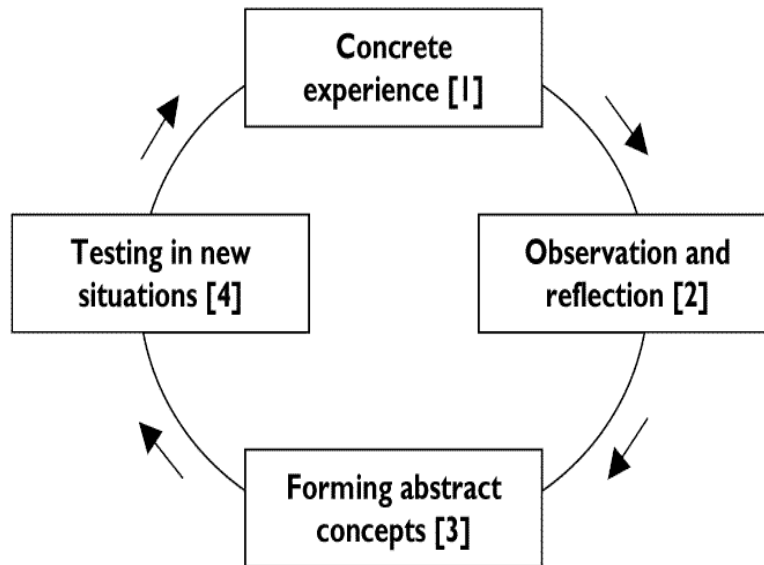 Concrete
experience [1]
Testing in new
situations [4]
Observation and
reflection [2]
Forming abstract
concepts [3]